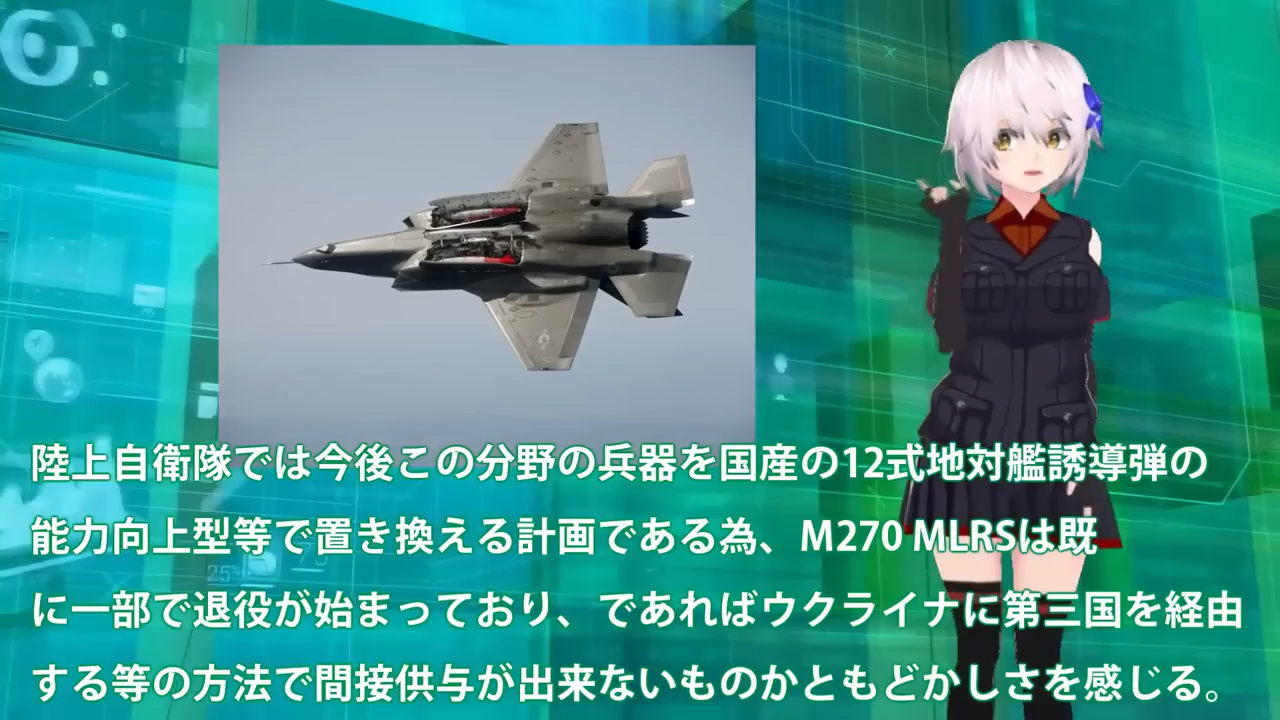 陸上自衛隊では今後この分野の兵器を国産の12式地対艦誘導弾の
能力向上型等で置き換える計画である為、M270 MLRSは既
に一部で退役が始まっており、であればウクライナに第三国を経由
する等の方法で間接供与が出来ないものかともどかしさを感じる。